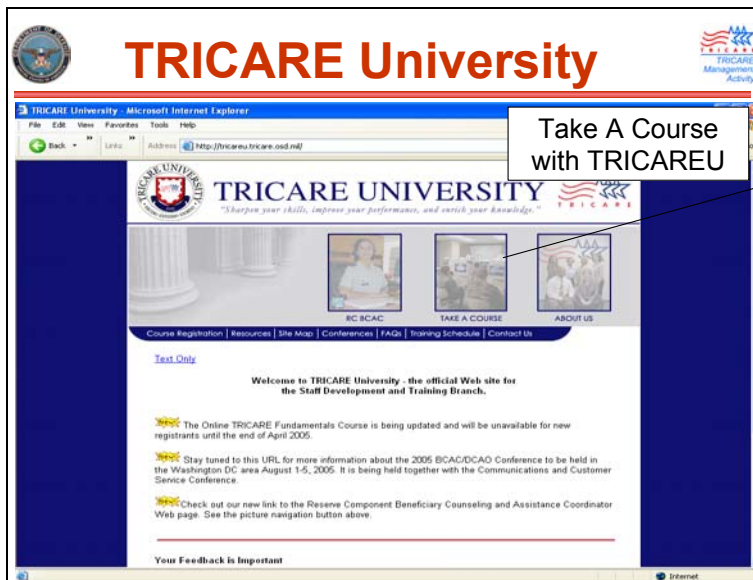 TRICARE University
TRICARE
Management
Activity
TRICARE University - Microsoft Internet Explorer
File Edit View Favorites Tools Help
Back
Links
Address http://tricareu.tricare.osd.mil/
Take A Course
with TRICAREU
TRICARE UNIVERSITY
"Sharpen your skills, improve your performance, and enrich your knowledge."
TRICARE
RC BCAC
TAKE A COURSE
ABOUT US
Course Registration | Resources | Site Map | Conferences | FAQs | Training Schedule | Contact Us
Text Only
Welcome to TRICARE University - the official Web site for
the Staff Development and Training Branch.
The Online TRICARE Fundamentals Course is being updated and will be unavailable for new
registrants until the end of April 2005.
Stay tuned to this URL for more information about the 2005 BCAC/DCAO Conference to be held in
the Washington DC area August 1-5, 2005. It is being held together with the Communications and Customer
Service Conference.
Check out our new link to the Reserve Component Beneficiary Counseling and Assistance Coordinator
Web page. See the picture navigation button above.
Your Feedback is Important
Internet